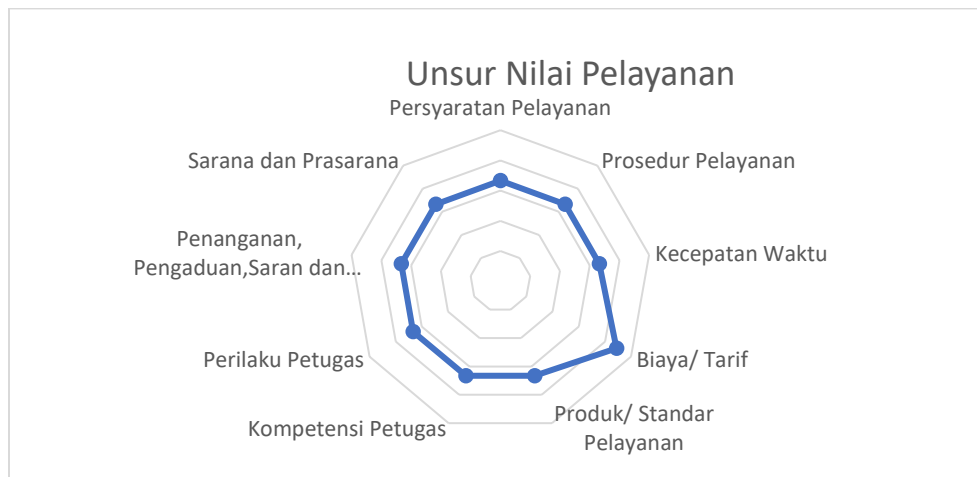 Unsur Nilai Pelayanan
Persyaratan Pelayanan
Prosedur Pelayanan
Kecepatan Waktu
Biaya/ Tarif
Produk/ Standar
Pelayanan
Kompetensi Petugas
Perilaku Petugas
Penanganan,
Pengaduan,Saran dan...
Sarana dan Prasarana